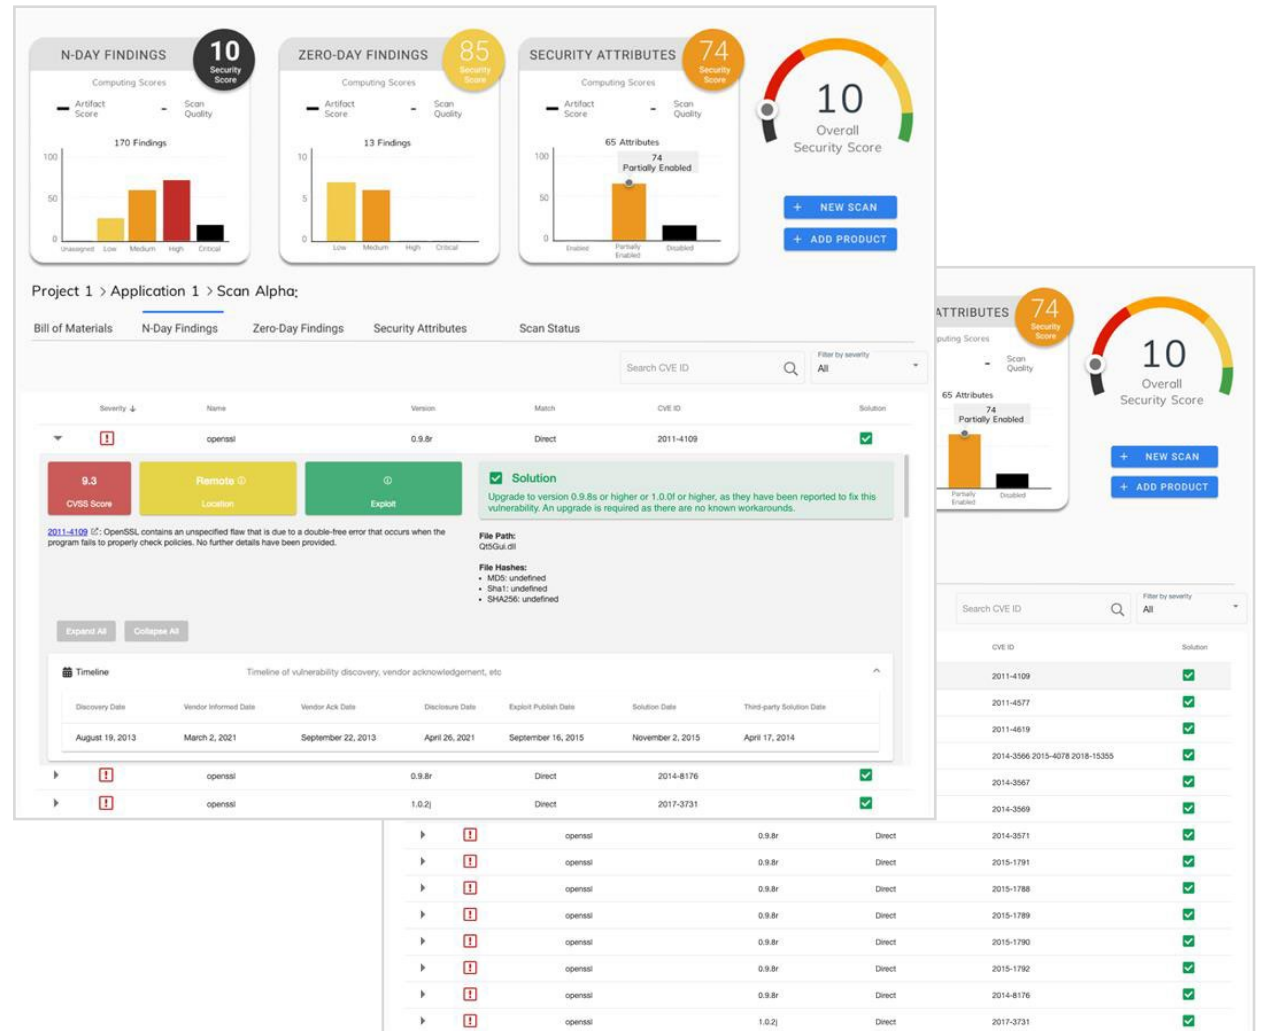 N-DAY FINDINGS
10
Security
Score
Computing Scores
Artifact
Score
Scan
Quality
170 Findings
100
50
0
Unassigned Low Medium High Critical
ZERO-DAY FINDINGS
85
Security
Score
Computing Scores
Artifact
Score
Scan
Quality
13 Findings
10
5
0
Low Medium High Critical
SECURITY ATTRIBUTES
74
Security
Score
Computing Scores
Artifact
Score
Scan
Quality
65 Attributes
74
Partially Enabled
100
50
0
Enabled Partially Disabled
Enabled
10
Overall
Security Score
+ NEW SCAN
+ ADD PRODUCT
Project 1 > Application 1 > Scan Alpha;
Bill of Materials N-Day Findings Zero-Day Findings Security Attributes Scan Status
Search CVE ID
Filter by severity
All
Severity ↓ Name Version Match CVE ID Solution
openssl 0.9.8r Direct 2011-4109
9.3
CVS5 Score
Remote
Location
Exploit
Solution
Upgrade to version 0.9.8s or higher or 1.0.0f or higher, as they have been reported to fix this
vulnerability. An upgrade is required as there are no known workarounds.
2011-4109 : OpenSSL contains an unspecified flaw that is due to a double-free error that occurs when the
program fails to properly check policies. No further details have been provided.
File Path:
Qt5Gui.dll
File Hashes:
• MD5: undefined
• Sha1: undefined
• SHA256: undefined
Expand All Collapse All
Timeline Timeline of vulnerability discovery, vendor acknowledgement, etc
Discovery Date Vendor Informed Date Vendor Ack Date Disclosure Date Exploit Publish Date Solution Date Third-party Solution Date
August 19, 2013 March 2, 2021 September 22, 2013 April 26, 2021 September 16, 2015 November 2, 2015 April 17, 2014
openssl 0.9.8r Direct 2014-8176
openssl 1.0.2j Direct 2017-3731
ATTRIBUTES
74
Security
Score
puting Scores
Scan
Quality
65 Attributes
74
Partially Enabled
Partially Disabled
Enabled
10
Overall
Security Score
+ NEW SCAN
+ ADD PRODUCT
Search CVE ID
Filter by severity
All
CVE ID Solution
2011-4109
2011-4577
2011-4619
2014-3566 2015-4078 2018-15355
2014-3567
2014-3569
openssl 0.9.8r Direct 2014-3571
openssl 0.9.8r Direct 2015-1791
openssl 0.9.8r Direct 2015-1788
openssl 0.9.8r Direct 2015-1789
openssl 0.9.8r Direct 2015-1790
openssl 0.9.8r Direct 2015-1792
openssl 0.9.8r Direct 2014-8176
openssl 1.0.2j Direct 2017-3731